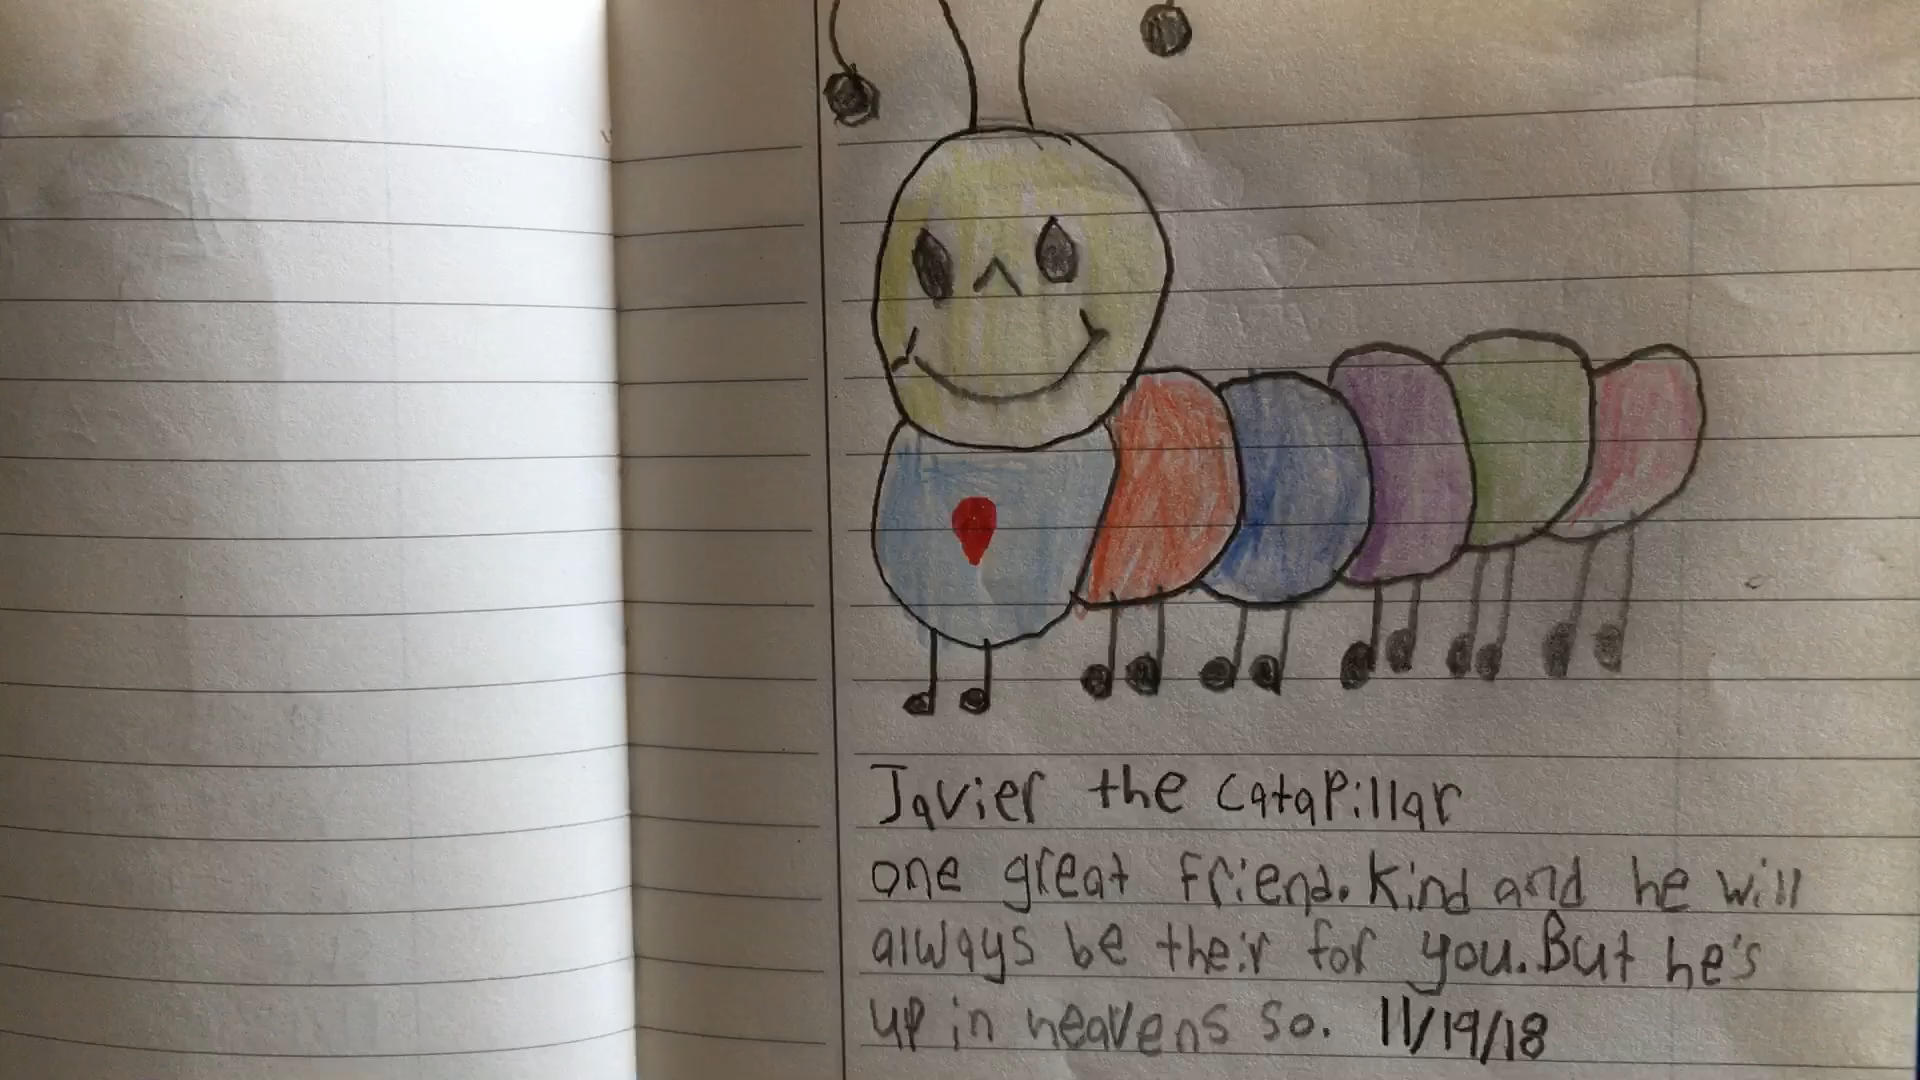 Javier the catapillar
one great friend. Kind and he will
always be their for you. But he's
up in heavens so. 11/19/18